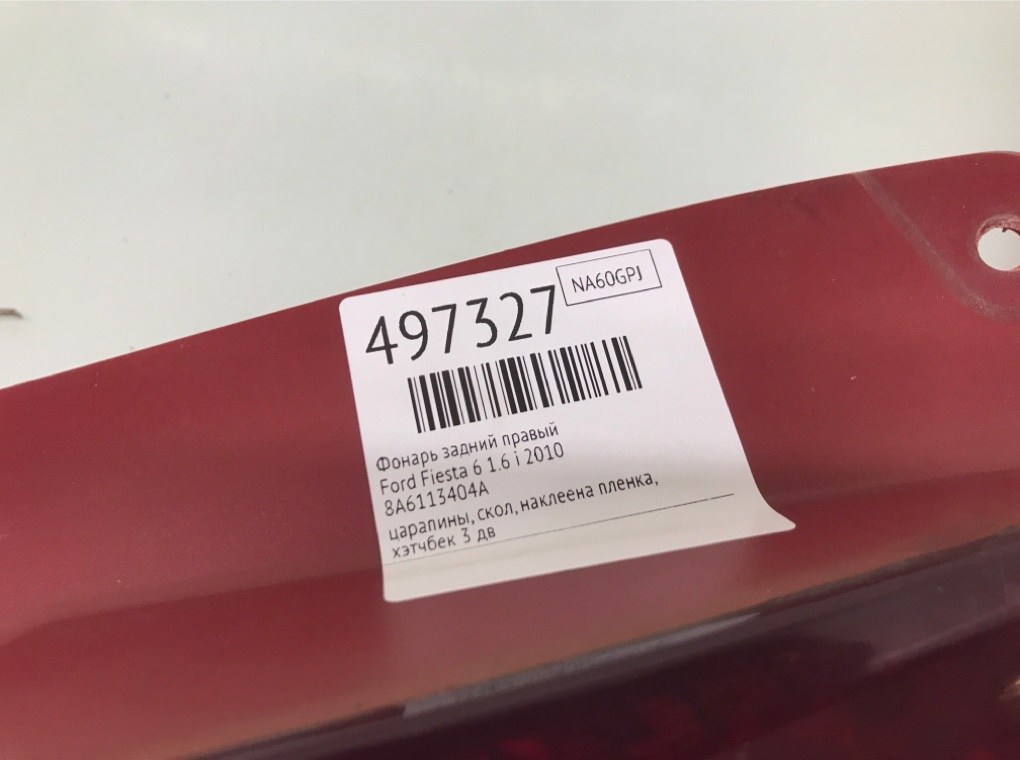 497327
NA60GPJ
Фонарь задний правый
Ford Fiesta 6 1.6 i 2010
8A6113404A
царапины, скол, наклеена пленка,
хэтчбек 3 дв